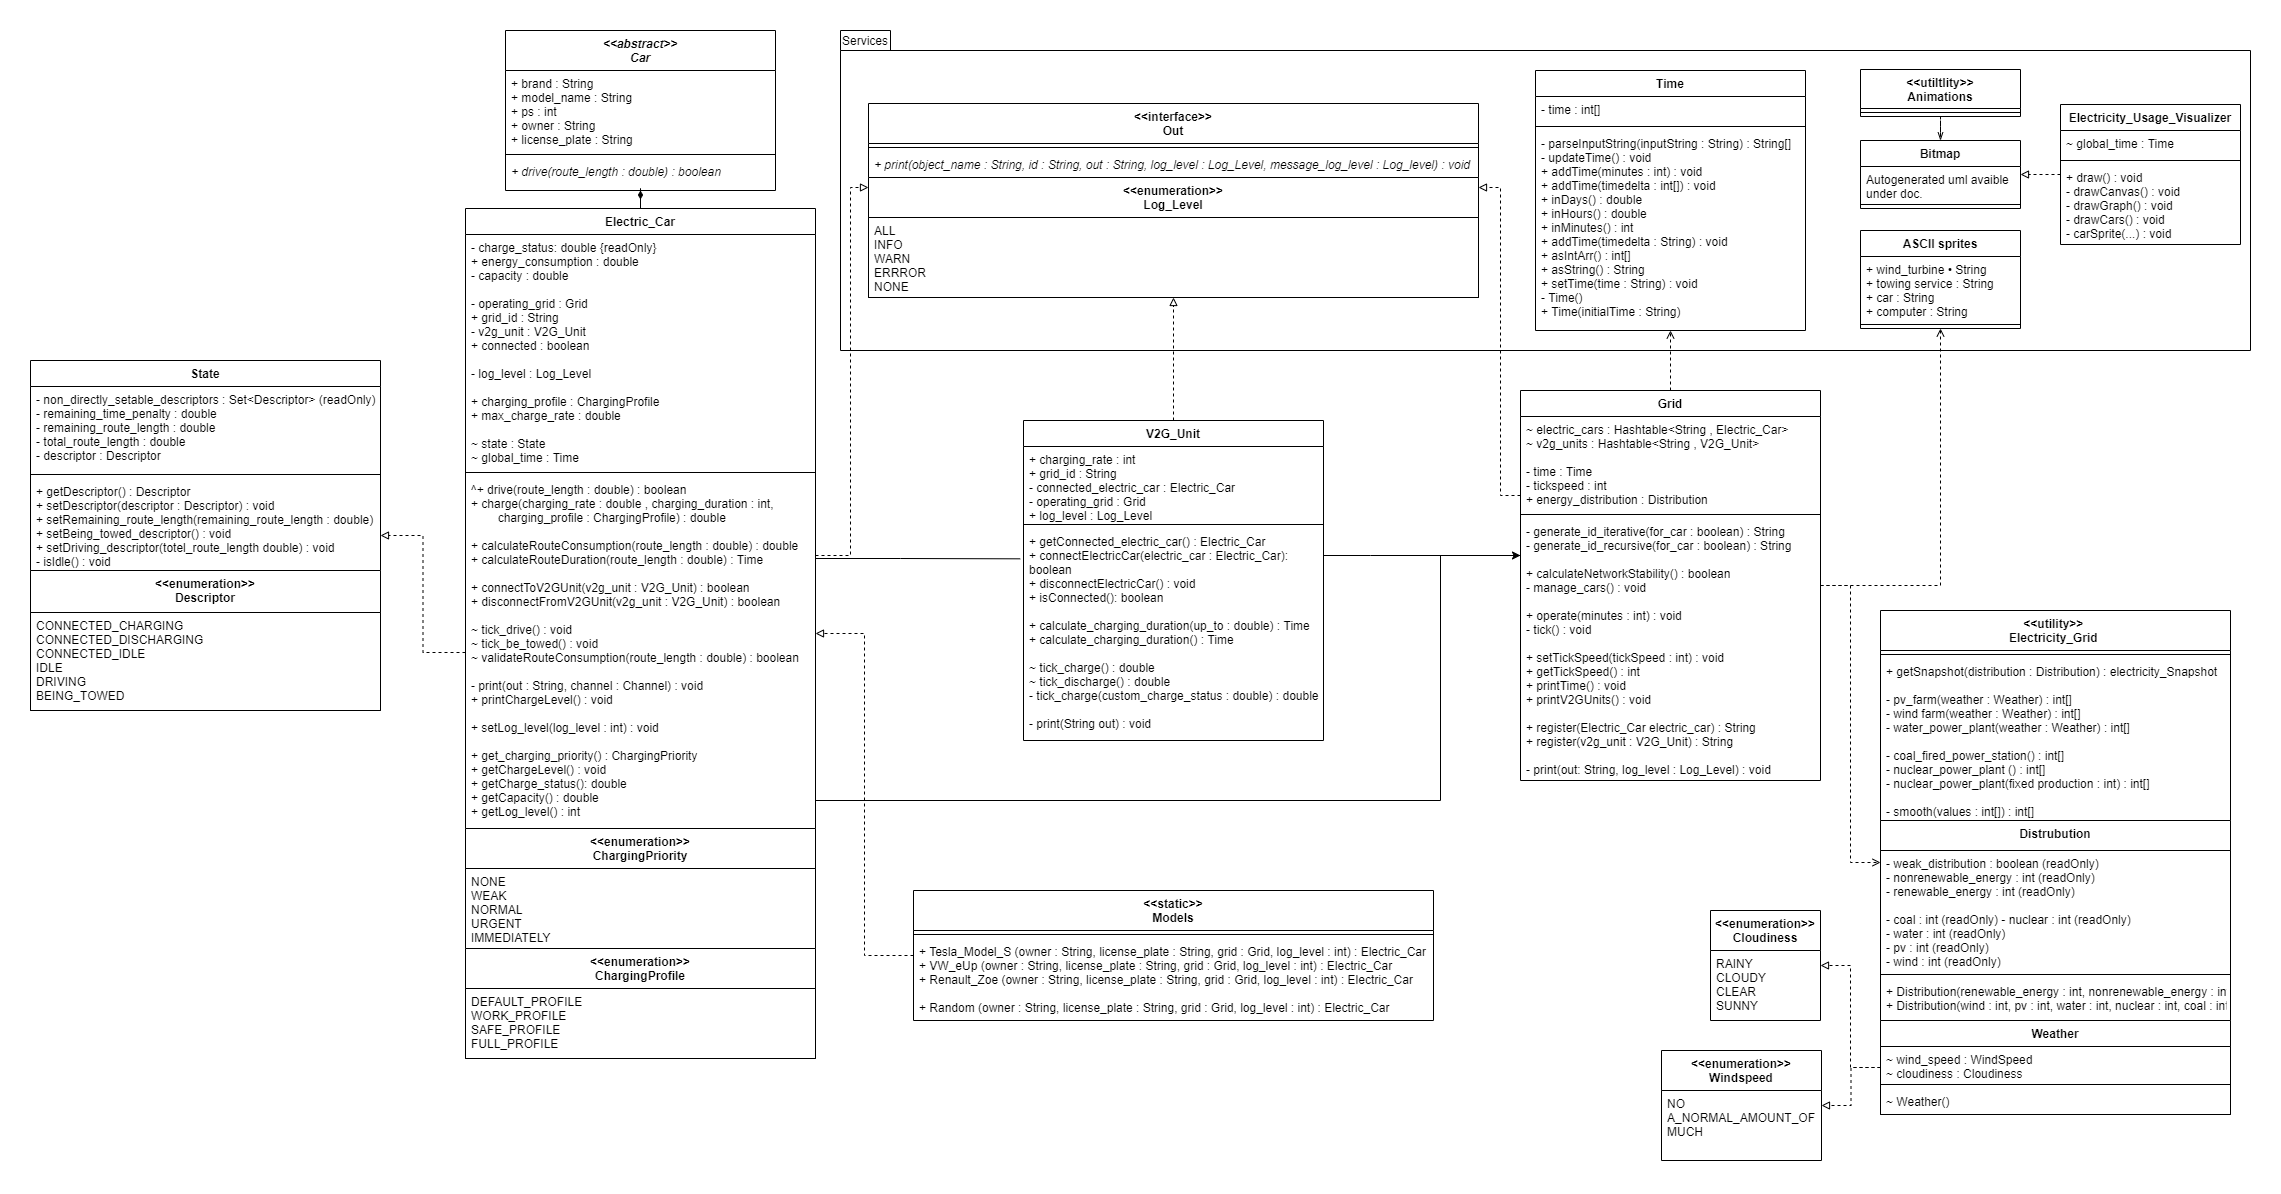 <<abstract>>
Car
+ brand : String
+ model_name : String
+ ps : int
+ owner : String
+ license_plate : String
+ drive(route_length : double) : boolean
Electric_Car
- charge_status: double {readOnly}
+ energy_consumption : double
- capacity : double
- operating_grid : Grid
+ grid_id : String
- v2g_unit : V2G_Unit
+ connected : boolean
- log_level : Log_Level
+ charging_profile : ChargingProfile
+ max_charge_rate : double
~ state : State
~ global_time : Time
^+ drive(route_length : double) : boolean
+ charge(charging_rate : double , charging_duration : int,
charging_profile : ChargingProfile) : double
+ calculateRouteConsumption(route_length : double) : double
+ calculateRouteDuration(route_length : double) : Time
+ connectToV2GUnit(v2g_unit : V2G_Unit) : boolean
+ disconnectFromV2GUnit(v2g_unit : V2G_Unit) : boolean
~ tick_drive() : void
~ tick_be_towed() : void
~ validateRouteConsumption(route_length : double) : boolean
- print(out : String, channel : Channel) : void
+ printChargeLevel() : void
+ setLog_level(log_level : int) : void
+ get_charging_priority() : ChargingPriority
+ getChargeLevel() : void
+ getCharge_status(): double
+ getCapacity() : double
+ getLog_level() : int
<<enumeration>>
ChargingPriority
NONE
WEAK
NORMAL
URGENT
IMMEDIATELY
<<enumeration>>
ChargingProfile
DEFAULT_PROFILE
WORK_PROFILE
SAFE_PROFILE
FULL_PROFILE
State
- non_directly_setable_descriptors : Set<Descriptor> (readOnly)
- remaining_time_penalty : double
- remaining_route_length : double
- total_route_length : double
- descriptor : Descriptor
+ getDescriptor() : Descriptor
+ setDescriptor(descriptor : Descriptor) : void
+ setRemaining_route_length(remaining_route_length : double)
+ setBeing_towed_descriptor() : void
+ setDriving_descriptor(totel_route_length double) : void
- isIdle() : void
<<enumeration>>
Descriptor
CONNECTED_CHARGING
CONNECTED_DISCHARGING
CONNECTED_IDLE
IDLE
DRIVING
BEING_TOWED
Services
<<interface>>
Out
+ print(object_name : String, id : String, out : String, log_level : Log_Level, message_log_level : Log_level) : void
<<enumeration>>
Log_Level
ALL
INFO
WARN
ERRROR
NONE
Time
- time : int[]
- parseInputString(inputString : String) : String[]
- updateTime() : void
+ addTime(minutes : int) : void
+ addTime(timedelta : int[]) : void
+ inDays() : double
+ inHours() : double
+ inMinutes() : int
+ addTime(timedelta : String) : void
+ asIntArr() : int[]
+ asString() : String
+ setTime(time : String) : void
- Time()
+ Time(initialTime : String)
<<utiltlity>>
Animations
Bitmap
Autogenerated uml avaible
under doc.
ASCII sprites
+ wind_turbine • String
+ towing service : String
+ car : String
+ computer : String
Electricity_Usage_Visualizer
~ global_time : Time
+ draw() : void
- drawCanvas() : void
- drawGraph() : void
- drawCars() : void
- carSprite(...) : void
V2G_Unit
+ charging_rate : int
+ grid_id : String
- connected_electric_car : Electric_Car
- operating_grid : Grid
+ log_level : Log_Level
+ getConnected_electric_car() : Electric_Car
+ connectElectricCar(electric_car : Electric_Car):
boolean
+ disconnectElectricCar() : void
+ isConnected(): boolean
+ calculate_charging_duration(up_to : double) : Time
+ calculate_charging_duration() : Time
~ tick_charge() : double
~ tick_discharge() : double
- tick_charge(custom_charge_status : double) : double
- print(String out) : void
Grid
~ electric_cars : Hashtable<String , Electric_Car>
~ v2g_units : Hashtable<String , V2G_Unit>
- time : Time
- tickspeed : int
+ energy_distribution : Distribution
- generate_id_iterative(for_car : boolean) : String
- generate_id_recursive(for_car : boolean) : String
+ calculateNetworkStability() : boolean
- manage_cars() : void
+ operate(minutes : int) : void
- tick() : void
+ setTickSpeed(tickSpeed : int) : void
+ getTickSpeed() : int
+ printTime() : void
+ printV2GUnits() : void
+ register(Electric_Car electric_car) : String
+ register(v2g_unit : V2G_Unit) : String
- print(out: String, log_level : Log_Level) : void
<<utility>>
Electricity_Grid
+ getSnapshot(distribution : Distribution) : electricity_Snapshot
- pv_farm(weather : Weather) : int[]
- wind farm(weather : Weather) : int[]
- water_power_plant(weather : Weather) : int[]
- coal_fired_power_station() : int[]
- nuclear_power_plant () : int[]
- nuclear_power_plant(fixed production : int) : int[]
- smooth(values : int[]) : int[]
Distrubution
- weak_distribution : boolean (readOnly)
- nonrenewable_energy : int (readOnly)
- renewable_energy : int (readOnly)
- coal : int (readOnly) - nuclear : int (readOnly)
- water : int (readOnly)
- pv : int (readOnly)
- wind : int (readOnly)
+ Distribution(renewable_energy : int, nonrenewable_energy : in
+ Distribution(wind : int, pv : int, water : int, nuclear : int, coal : int
Weather
~ wind_speed : WindSpeed
~ cloudiness : Cloudiness
~ Weather()
<<static>>
Models
+ Tesla_Model_S (owner : String, license_plate : String, grid : Grid, log_level : int) : Electric_Car
+ VW_eUp (owner : String, license_plate : String, grid : Grid, log_level : int) : Electric_Car
+ Renault_Zoe (owner : String, license_plate : String, grid : Grid, log_level : int) : Electric_Car
+ Random (owner : String, license_plate : String, grid : Grid, log_level : int) : Electric_Car
<<enumeration>>
Cloudiness
RAINY
CLOUDY
CLEAR
SUNNY
<<enumeration>>
Windspeed
NO
A_NORMAL_AMOUNT_OF
MUCH